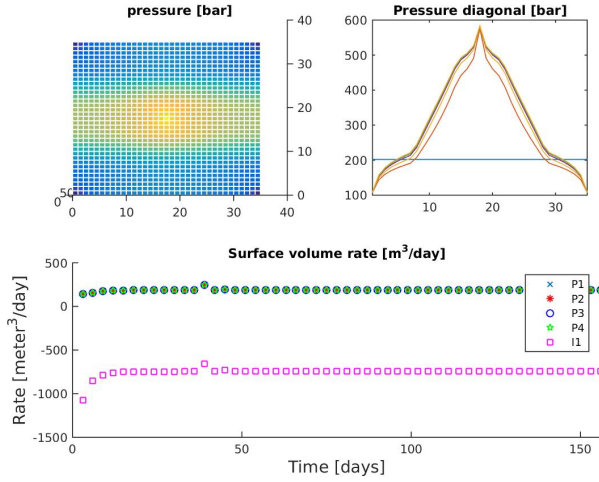 pressure [bar]
Pressure diagonal [bar]
40
30
20
10
0
50
0
0 10 20 30 40
600
500
400
300
200
100
10 20 30
Surface volume rate [m³/day]
500
0
-500
-1000
-1500
Rate [meter³/day]
0 50 100 150
Time [days]
P1
P2
P3
P4
I1